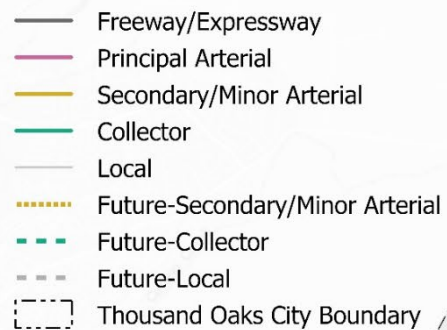 Freeway/Expressway
Principal Arterial
Secondary/Minor Arterial
Collector
Local
Future-Secondary/Minor Arterial
Future-Collector
Future-Local
Thousand Oaks City Boundary